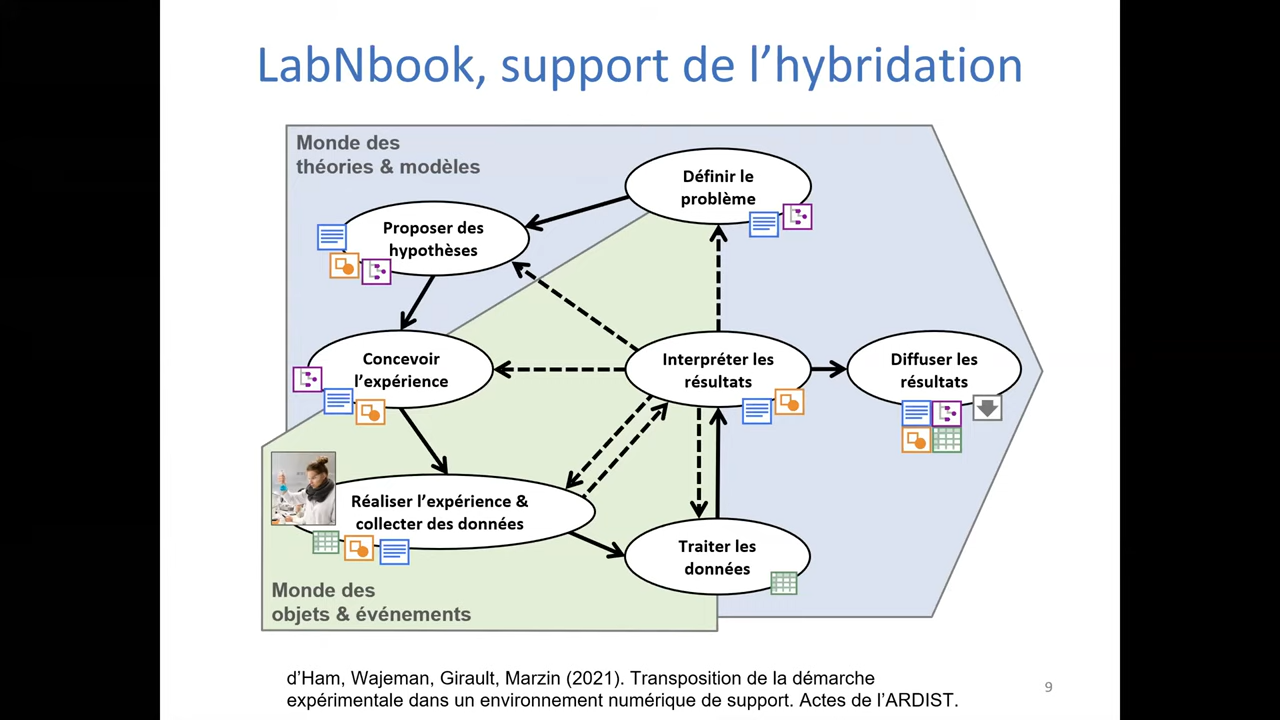 LabNbook, support de l’hybridation
Monde des
théories & modèles
Définir le
problème
Proposer des
hypothèses
Concevoir
l’expérience
Interpréter les
résultats
Diffuser les
résultats
Réaliser l’expérience &
collecter des données
Traiter les
données
Monde des
objets & événements
d’Ham, Wajeman, Girault, Marzin (2021). Transposition de la démarche
expérimentale dans un environnement numérique de support. Actes de l’ARDIST.
9